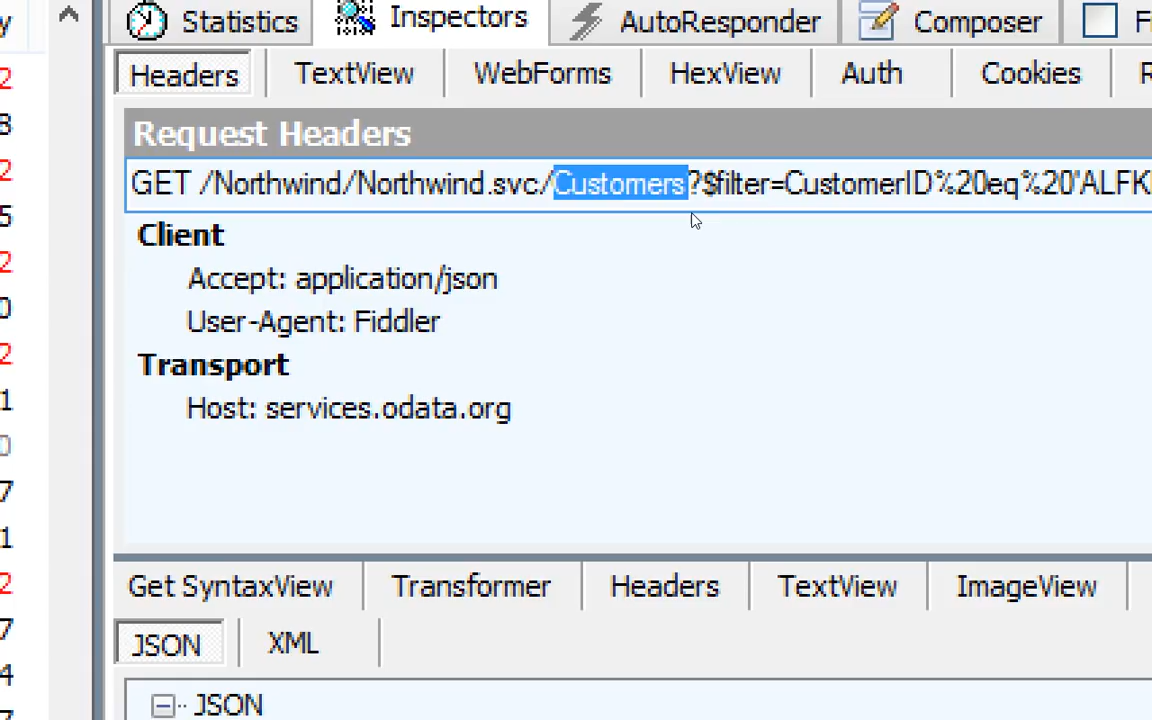 Statistics Inspectors AutoResponder Composer
Headers TextView WebForms HexView Auth Cookies
Request Headers
GET /Northwind/Northwind.svc/Customers?$filter=CustomerID%20eq%20'ALFK
Client
Accept: application/json
User-Agent: Fiddler
Transport
Host: services.odata.org
Get SyntaxView Transformer Headers TextView ImageView
JSON XML
JSON